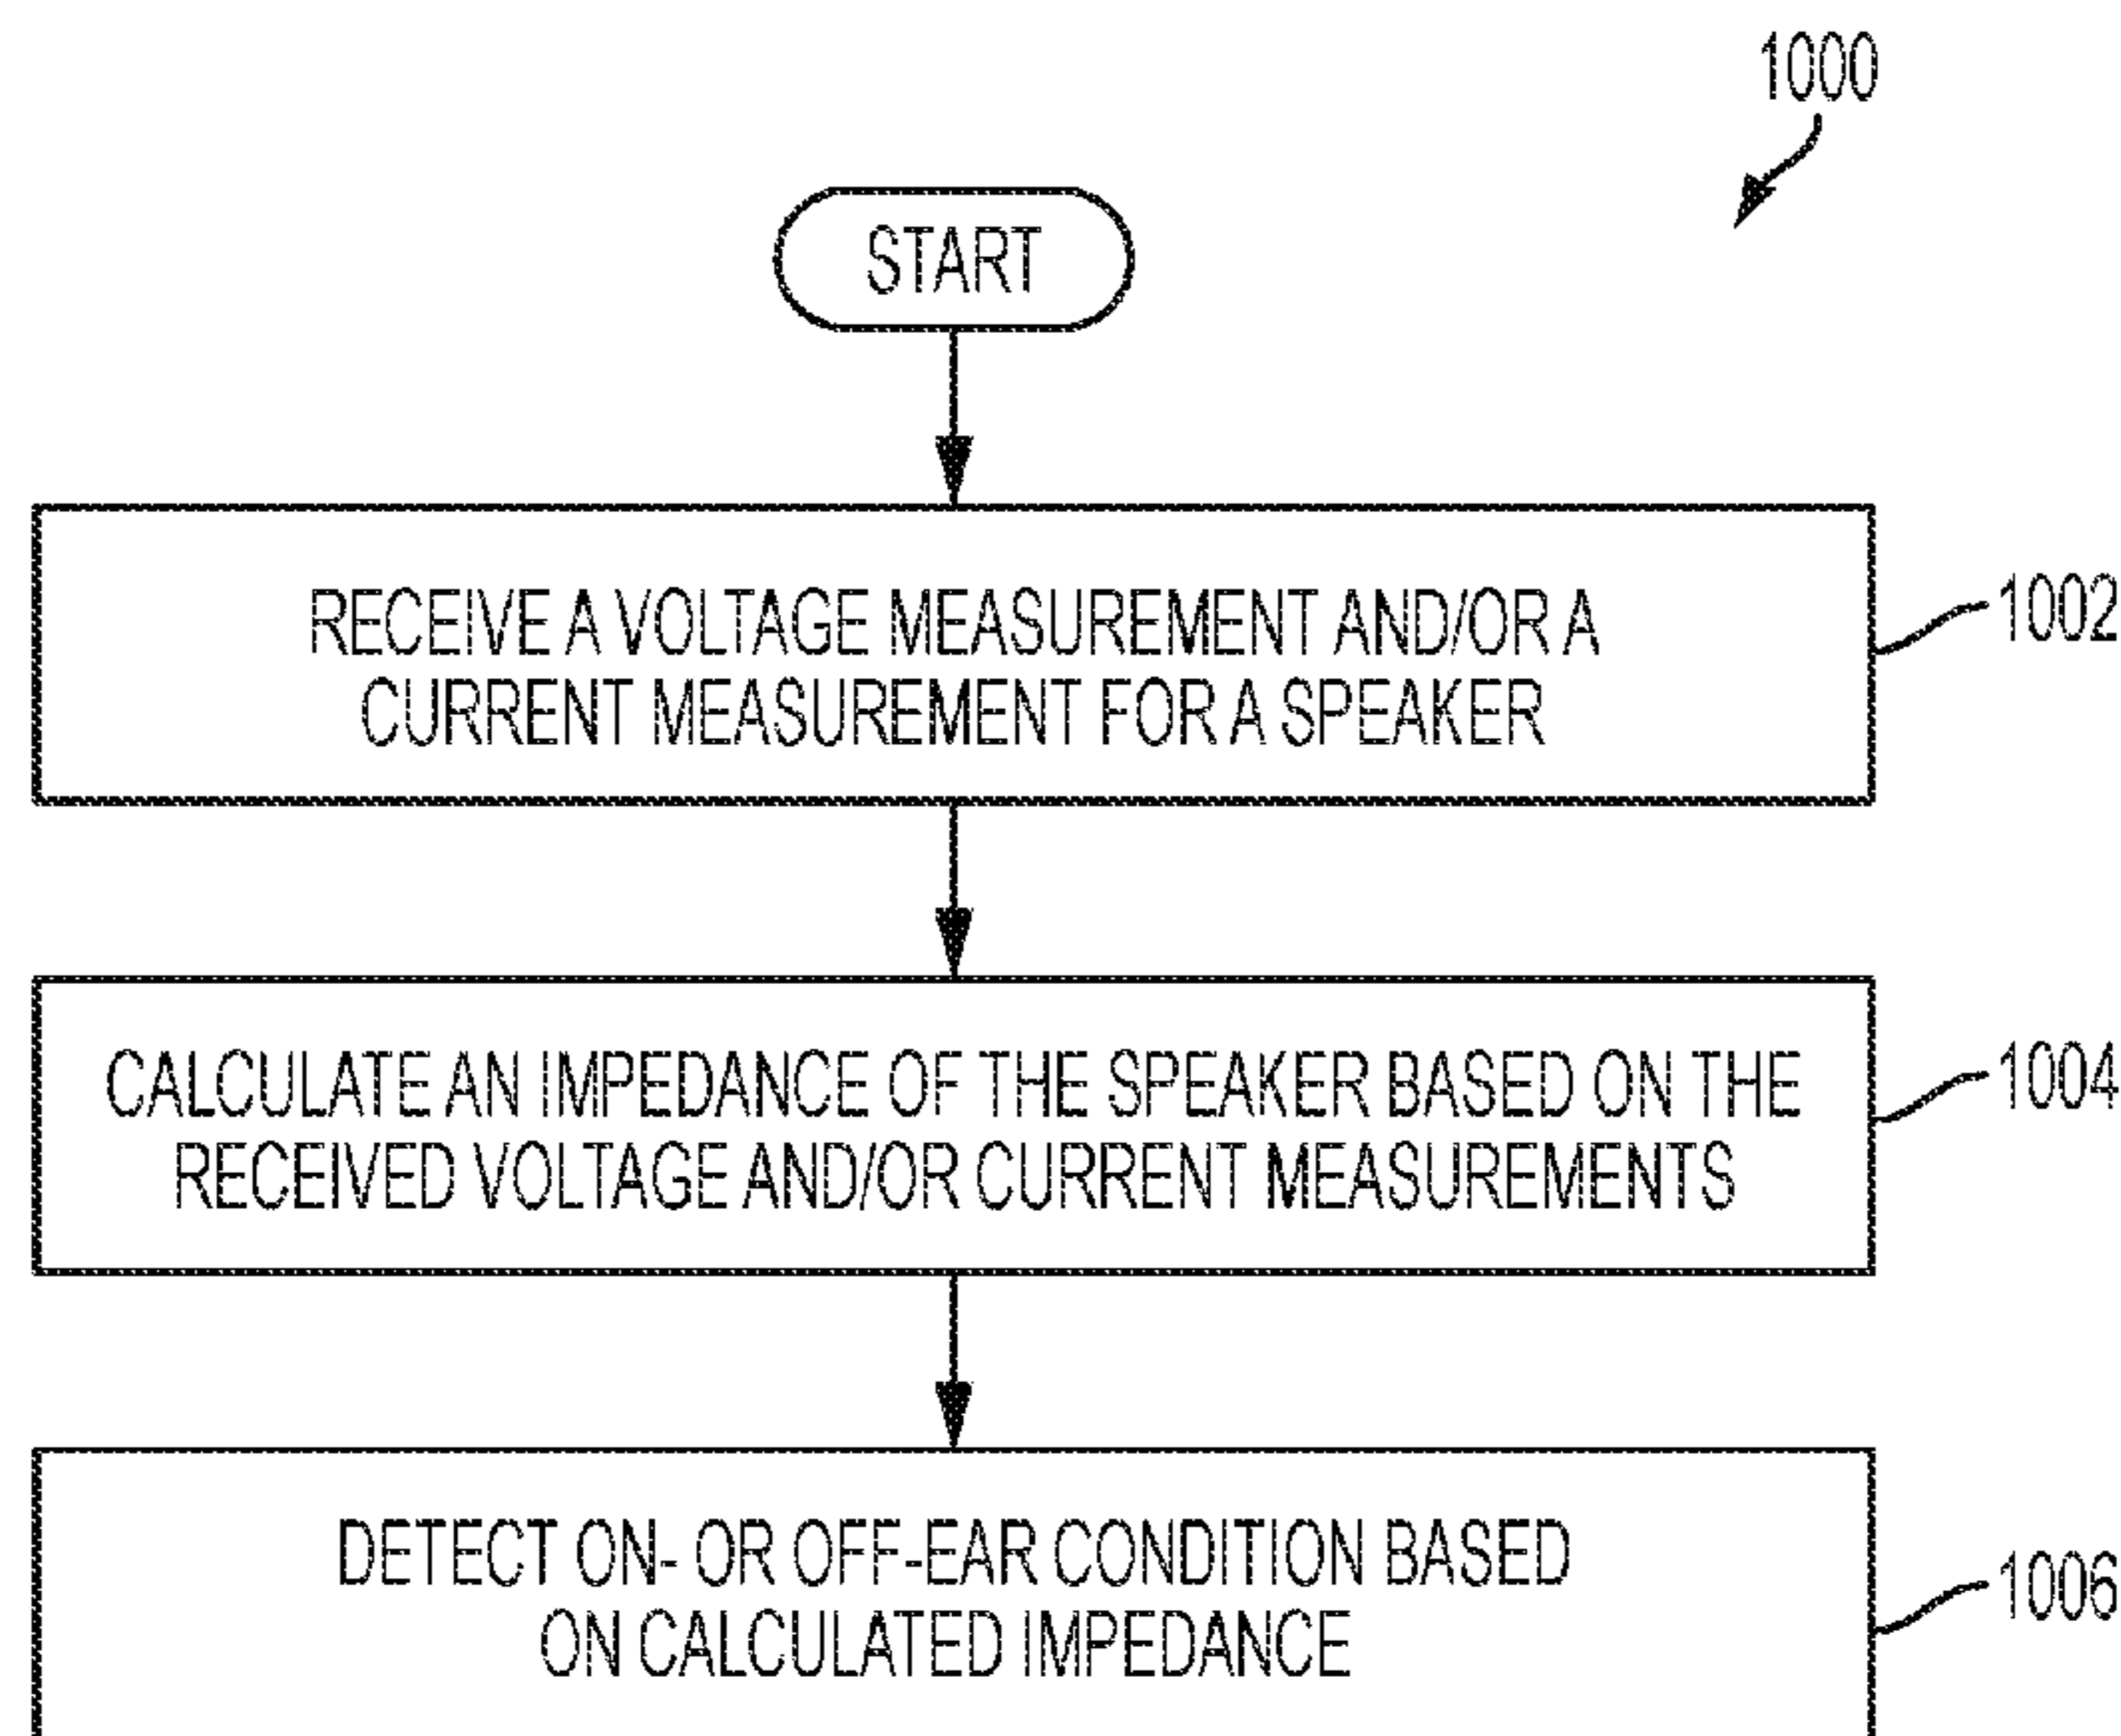 1000
START
RECEIVE A VOLTAGE MEASUREMENT AND/OR A
CURRENT MEASUREMENT FOR A SPEAKER
1002
CALCULATE AN IMPEDANCE OF THE SPEAKER BASED ON THE
RECEIVED VOLTAGE AND/OR CURRENT MEASUREMENTS
1004
DETECT ON- OR OFF-EAR CONDITION BASED
ON CALCULATED IMPEDANCE
1006